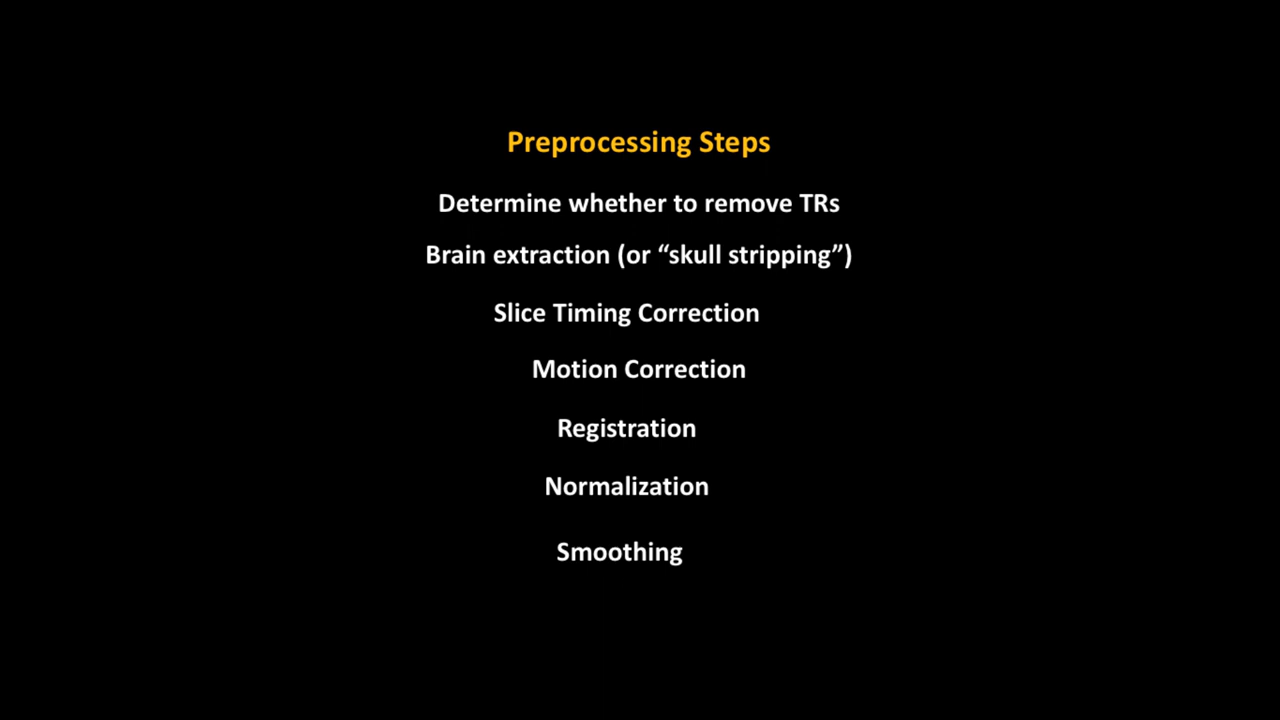 Preprocessing Steps
Determine whether to remove TRs
Brain extraction (or “skull stripping”)
Slice Timing Correction
Motion Correction
Registration
Normalization
Smoothing